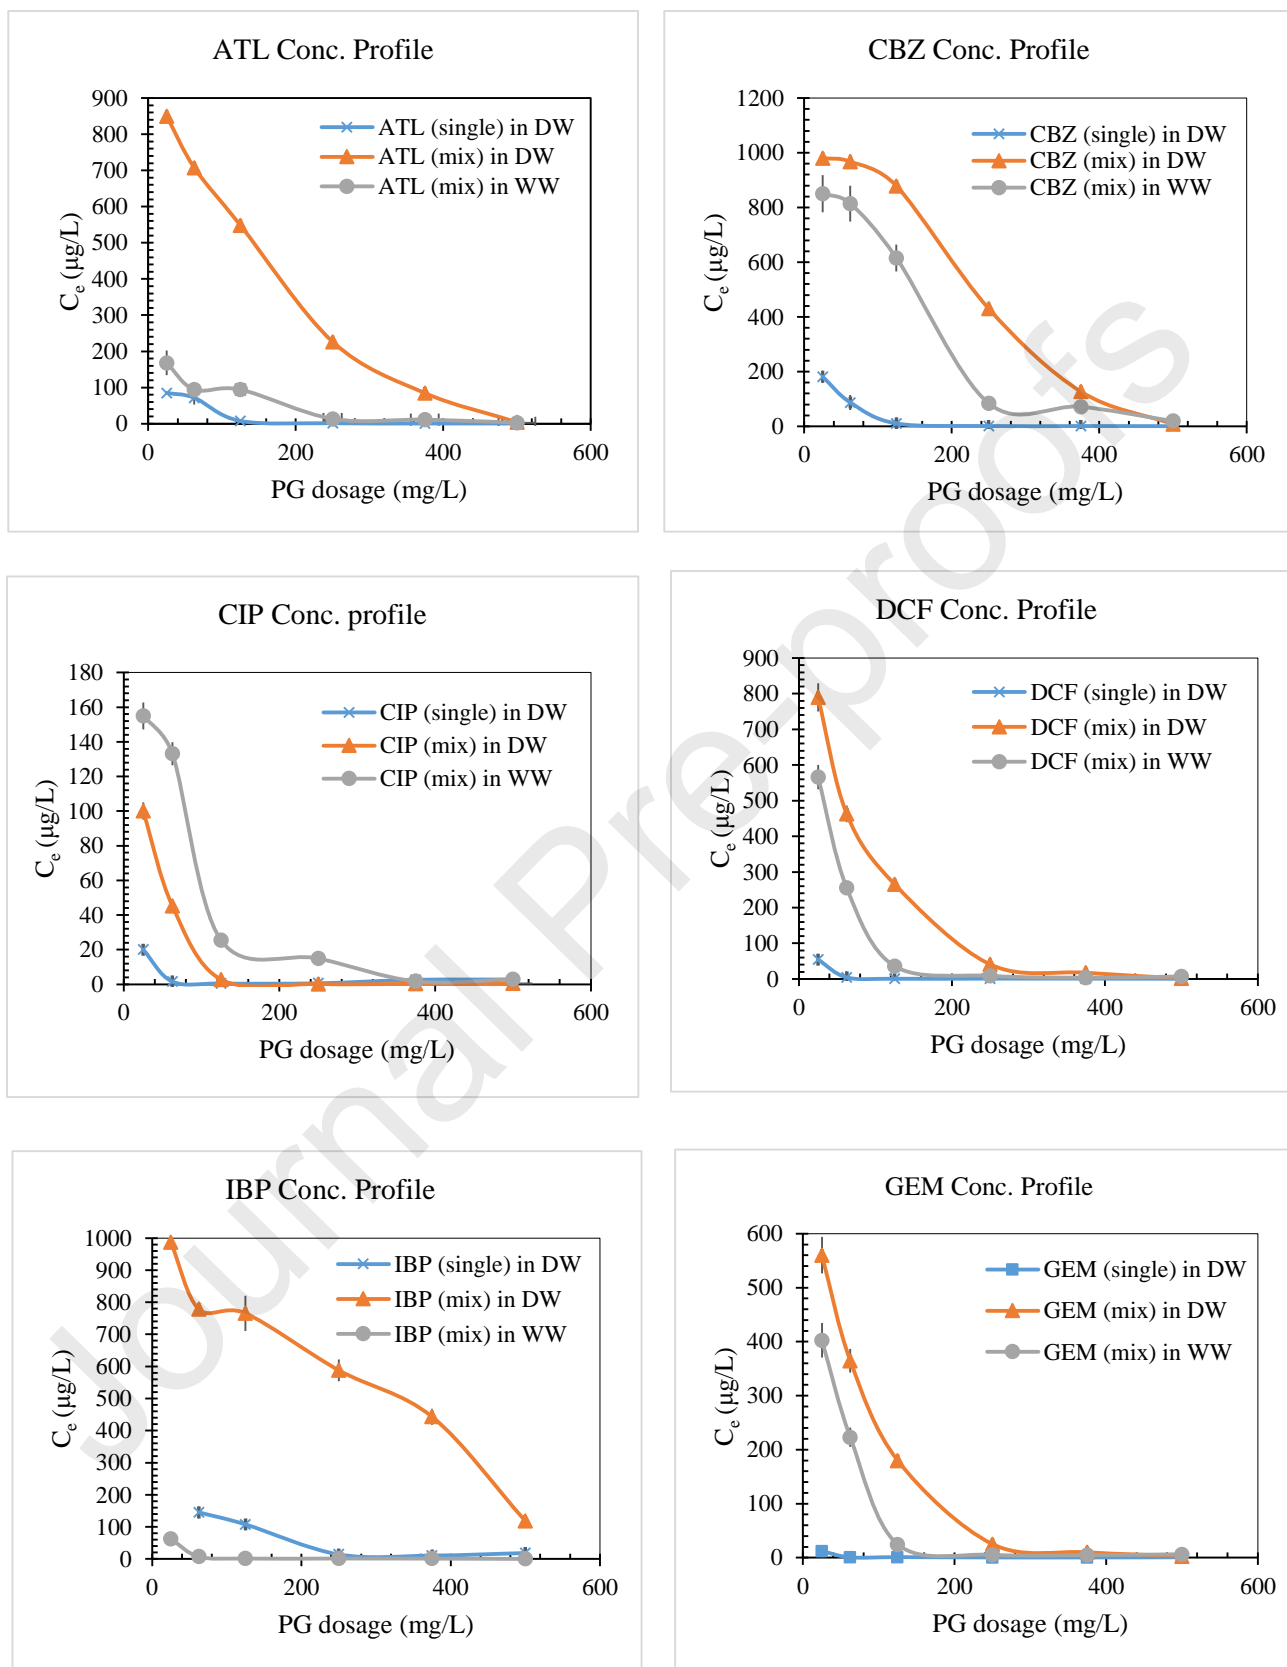 ATL Conc. Profile
900
800
700
600
500
400
300
200
100
0
0
200
400
600
Ce (µg/L)
PG dosage (mg/L)
ATL (single) in DW
ATL (mix) in DW
ATL (mix) in WW
CBZ Conc. Profile
1200
1000
800
600
400
200
0
0
200
400
600
Ce (µg/L)
PG dosage (mg/L)
CBZ (single) in DW
CBZ (mix) in DW
CBZ (mix) in WW
CIP Conc. profile
180
160
140
120
100
80
60
40
20
0
0
200
400
600
Ce (µg/L)
PG dosage (mg/L)
CIP (single) in DW
CIP (mix) in DW
CIP (mix) in WW
DCF Conc. Profile
900
800
700
600
500
400
300
200
100
0
0
200
400
600
Ce (µg/L)
PG dosage (mg/L)
DCF (single) in DW
DCF (mix) in DW
DCF (mix) in WW
IBP Conc. Profile
1000
900
800
700
600
500
400
300
200
100
0
0
200
400
600
Ce (µg/L)
PG dosage (mg/L)
IBP (single) in DW
IBP (mix) in DW
IBP (mix) in WW
GEM Conc. Profile
600
500
400
300
200
100
0
0
200
400
600
Ce (µg/L)
PG dosage (mg/L)
GEM (single) in DW
GEM (mix) in DW
GEM (mix) in WW
Journal Pre-proofs